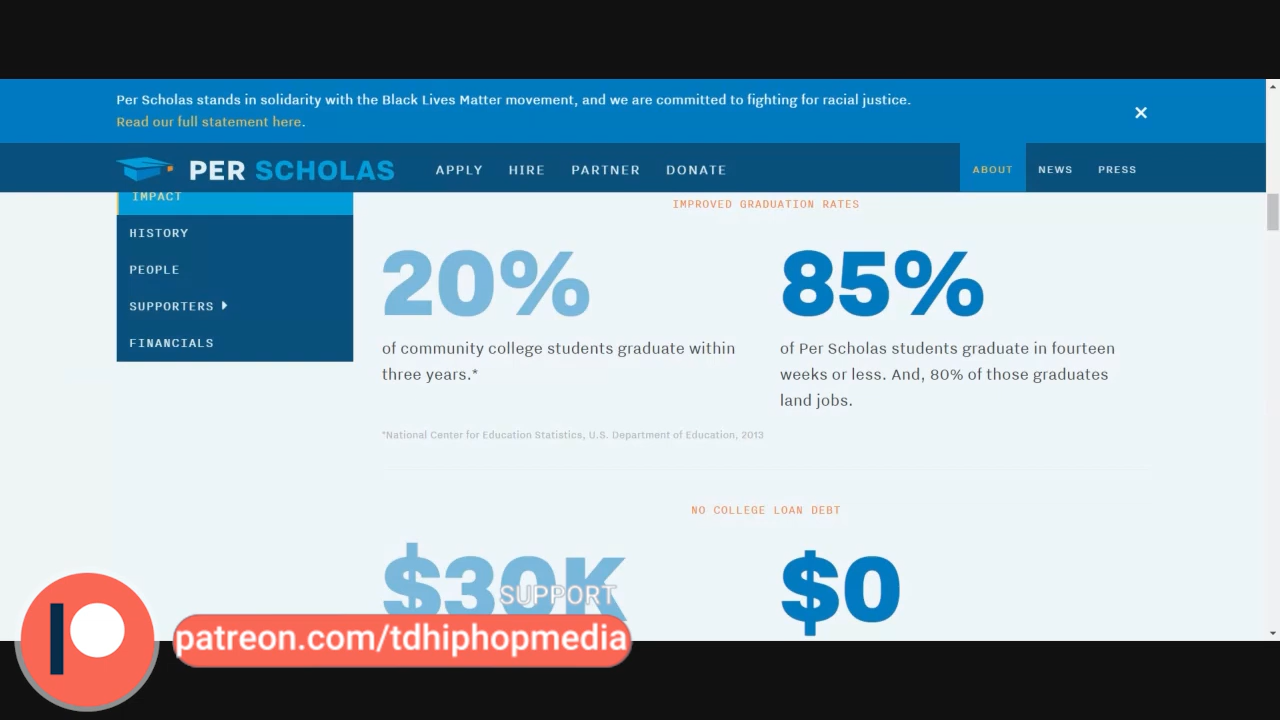 Per Scholas stands in solidarity with the Black Lives Matter movement, and we are committed to fighting for racial justice.
Read our full statement here.
×
PER SCHOLAS
APPLY HIRE PARTNER DONATE
ABOUT NEWS PRESS
IMPACT
HISTORY
PEOPLE
SUPPORTERS
FINANCIALS
IMPROVED GRADUATION RATES
20%
of community college students graduate within
three years.*
85%
of Per Scholas students graduate in fourteen
weeks or less. And, 80% of those graduates
land jobs.
*National Center for Education Statistics, U.S. Department of Education, 2013
NO COLLEGE LOAN DEBT
$30K
$0
SUPPORT
patreon.com/tdhiphopmedia